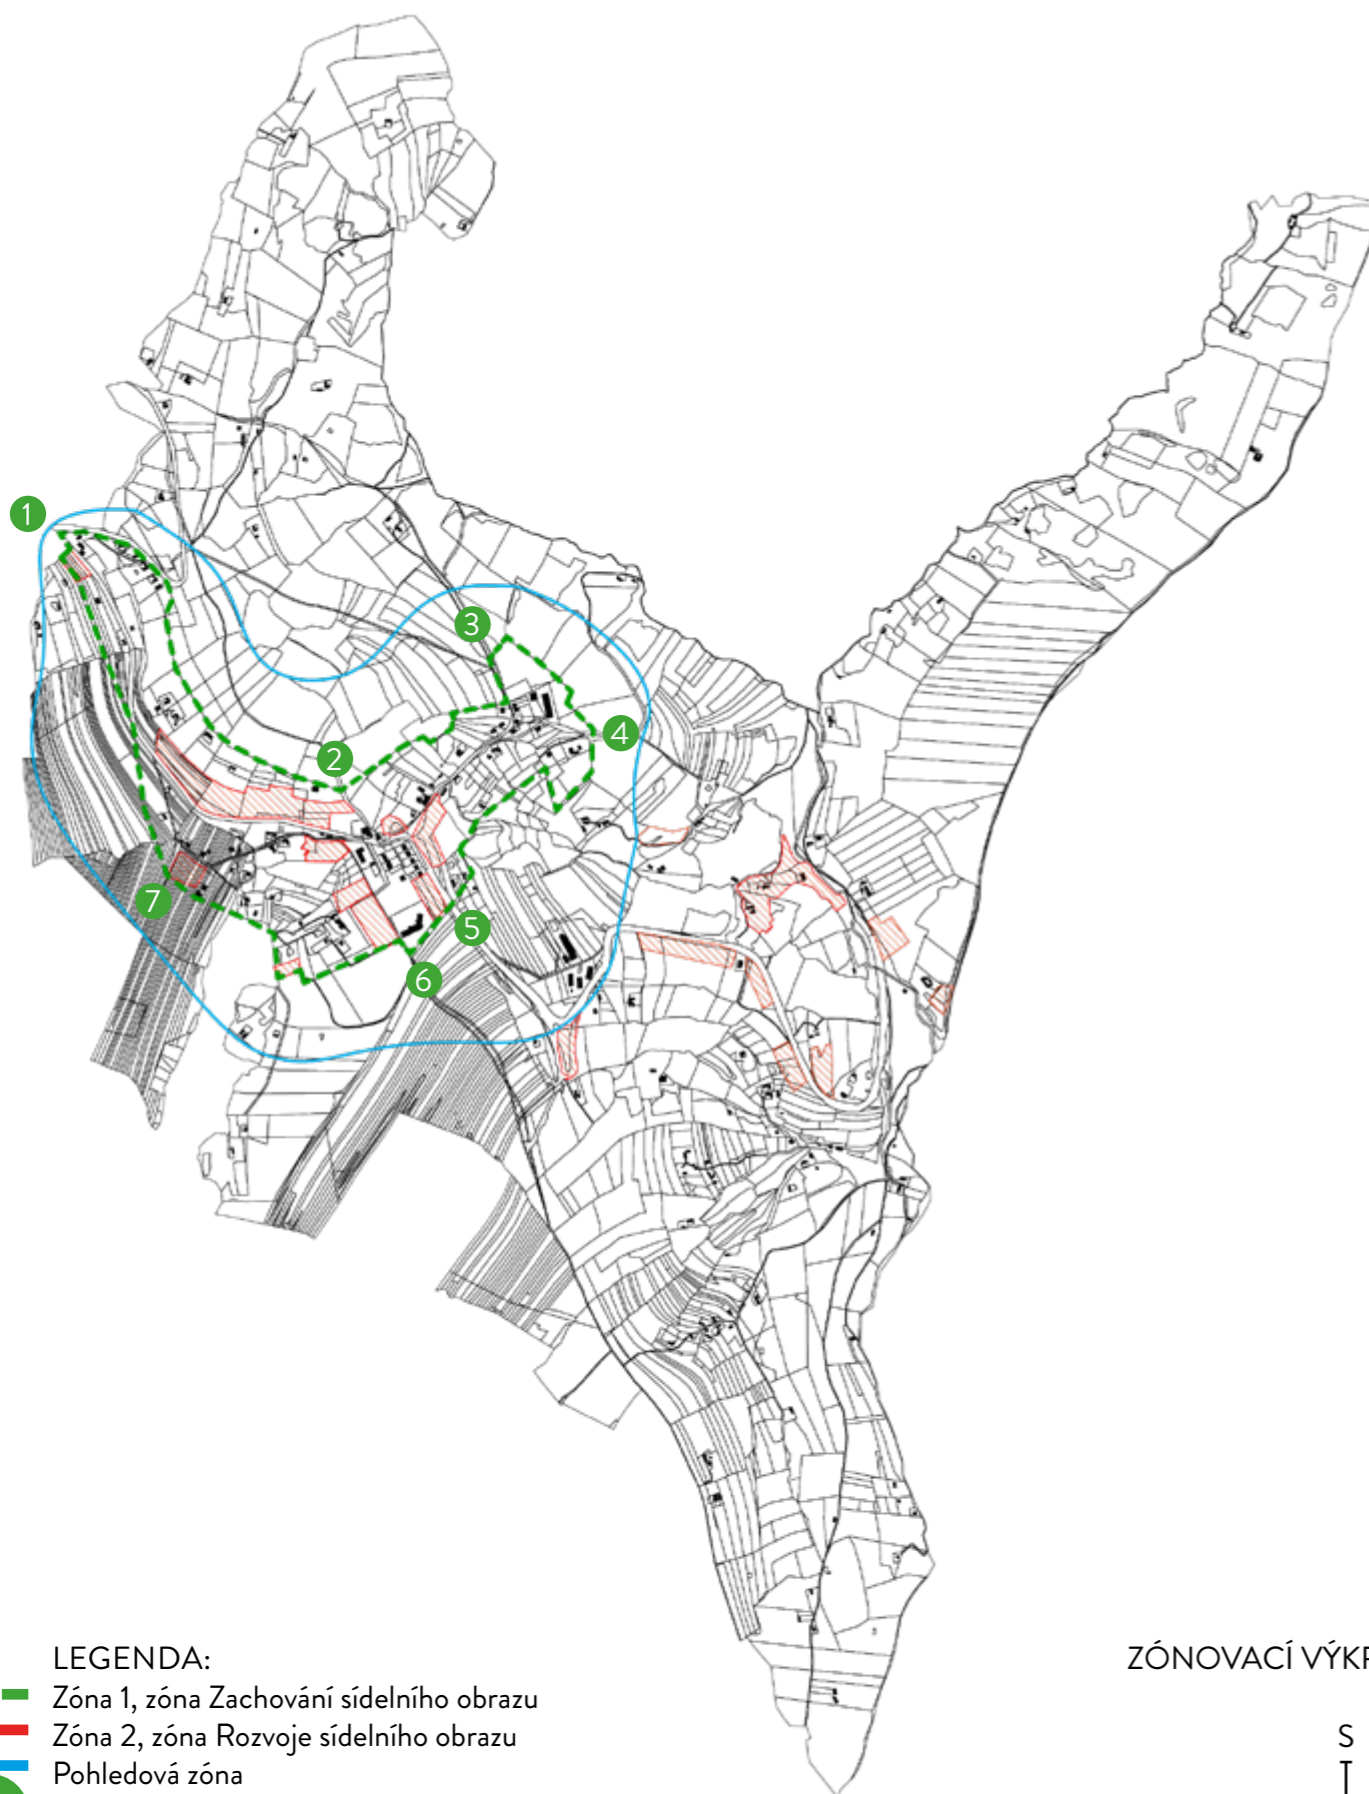 1
3
2
4
7
5
6
LEGENDA:
ZÓNOVACÍ
Zóna 1, zóna Zachování sídelního obrazu
Zóna 2, zóna Rozvoje sídelního obrazu
S
Pohledová zóna